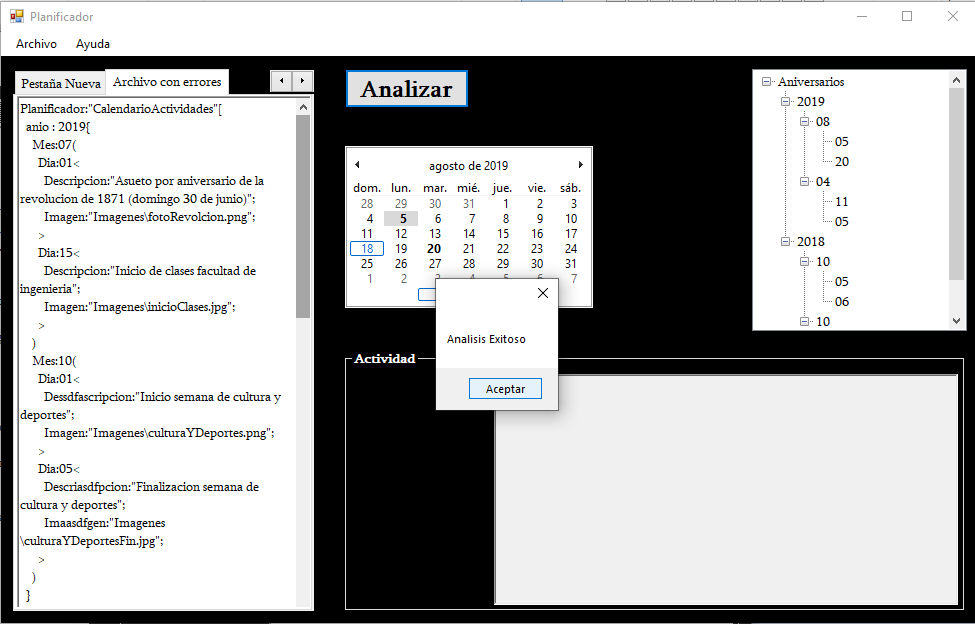 Planificador
Archivo Ayuda
Pestaña Nueva Archivo con errores
Planificador:"CalendarioActividades"[
anio : 2019{
Mes:07(
Dia:01<
Descripcion:"Asueto por aniversario de la
revolucion de 1871 (domingo 30 de junio)";
Imagen:"Imagenes\fotoRevolcion.png";
>
Dia:15<
Descripcion:"Inicio de clases facultad de
ingenieria";
Imagen:"Imagenes\inicioClases.jpg";
>
)
Mes:10(
Dia:01<
Dessdfascripcion:"Inicio semana de cultura y
deportes";
Imagen:"Imagenes\culturaYDeportes.png";
>
Dia:05<
Descriasdfpcion:"Finalizacion semana de
cultura y deportes";
Imaasdfgen:"Imagenes
\culturaYDeportesFin.jpg";
>
)
}
Analizar
agosto de 2019
dom. lun. mar. mié. jue. vie. sáb.
28 29 30 31 1 2 3
4 5 6 7 8 9 10
11 12 13 14 15 16 17
18 19 20 21 22 23 24
25 26 27 28 29 30 31
1 2 3 4 5 6 7
Analisis Exitoso
Aceptar
Aniversarios
2019
08
05
20
04
11
05
2018
10
05
06
10
Actividad